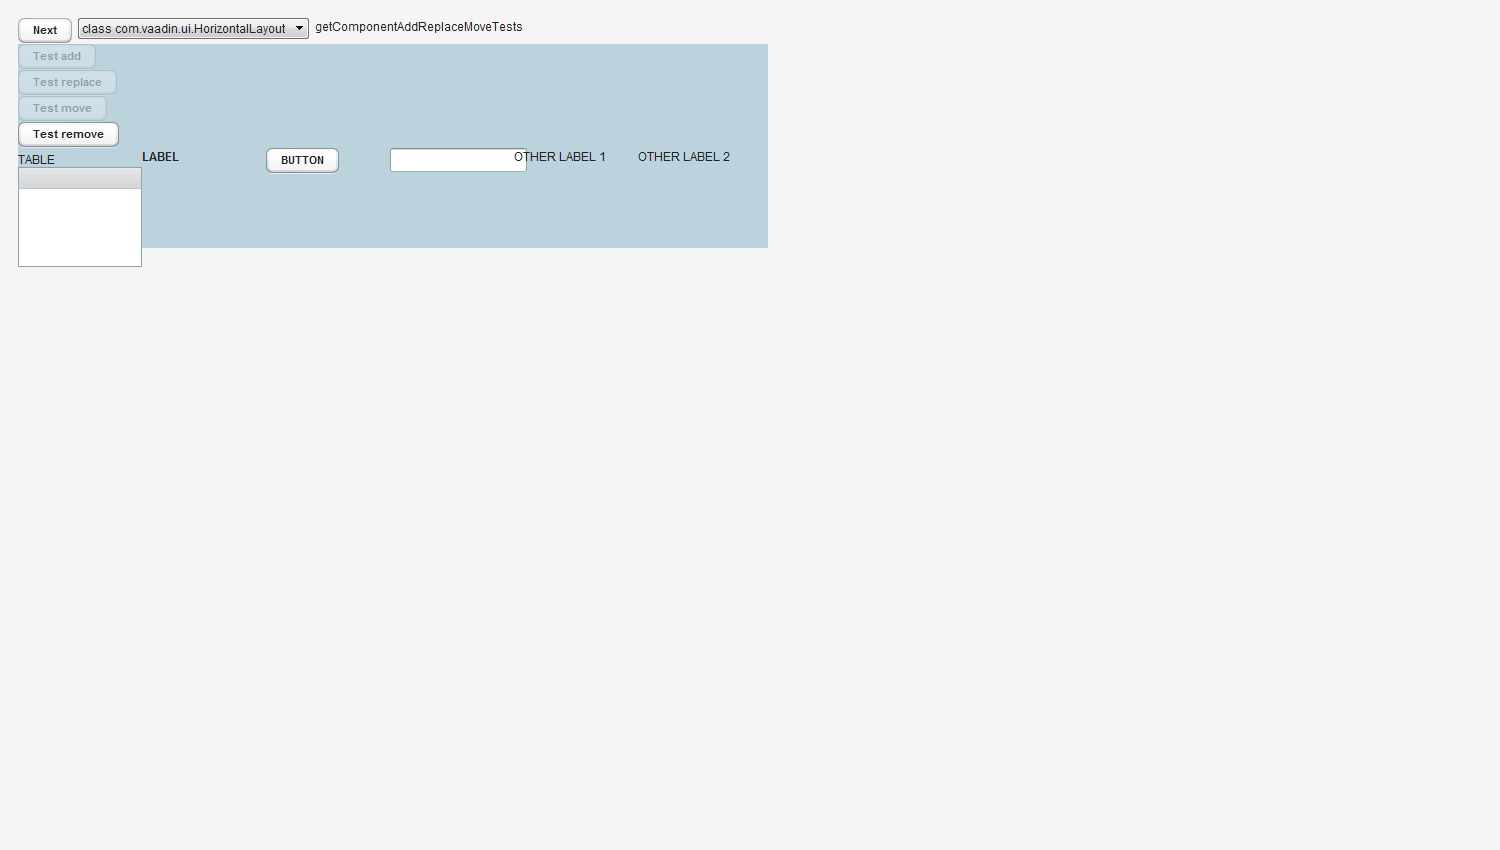 Next class com.vaadin.ui.HorizontalLayout getComponentAddReplaceMoveTests
Test add
Test replace
Test move
Test remove
TABLE LABEL BUTTON OTHER LABEL 1 OTHER LABEL 2